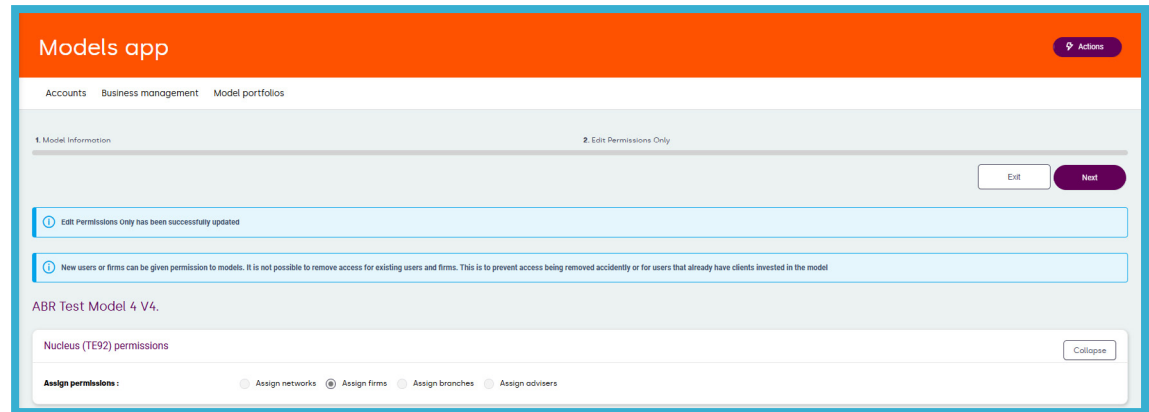 Models app
Actions
Accounts Business management Model portfolios
1. Model Information 2. Edit Permissions Only
Exit Next
Edit Permissions Only has been successfully updated
New users or firms can be given permission to models. It is not possible to remove access for existing users and firms. This is to prevent access being removed accidently or for users that already have clients invested in the model
ABR Test Model 4 V4.
Nucleus (TE92) permissions
Collapse
Assign permissions : Assign networks Assign firms Assign branches Assign advisers